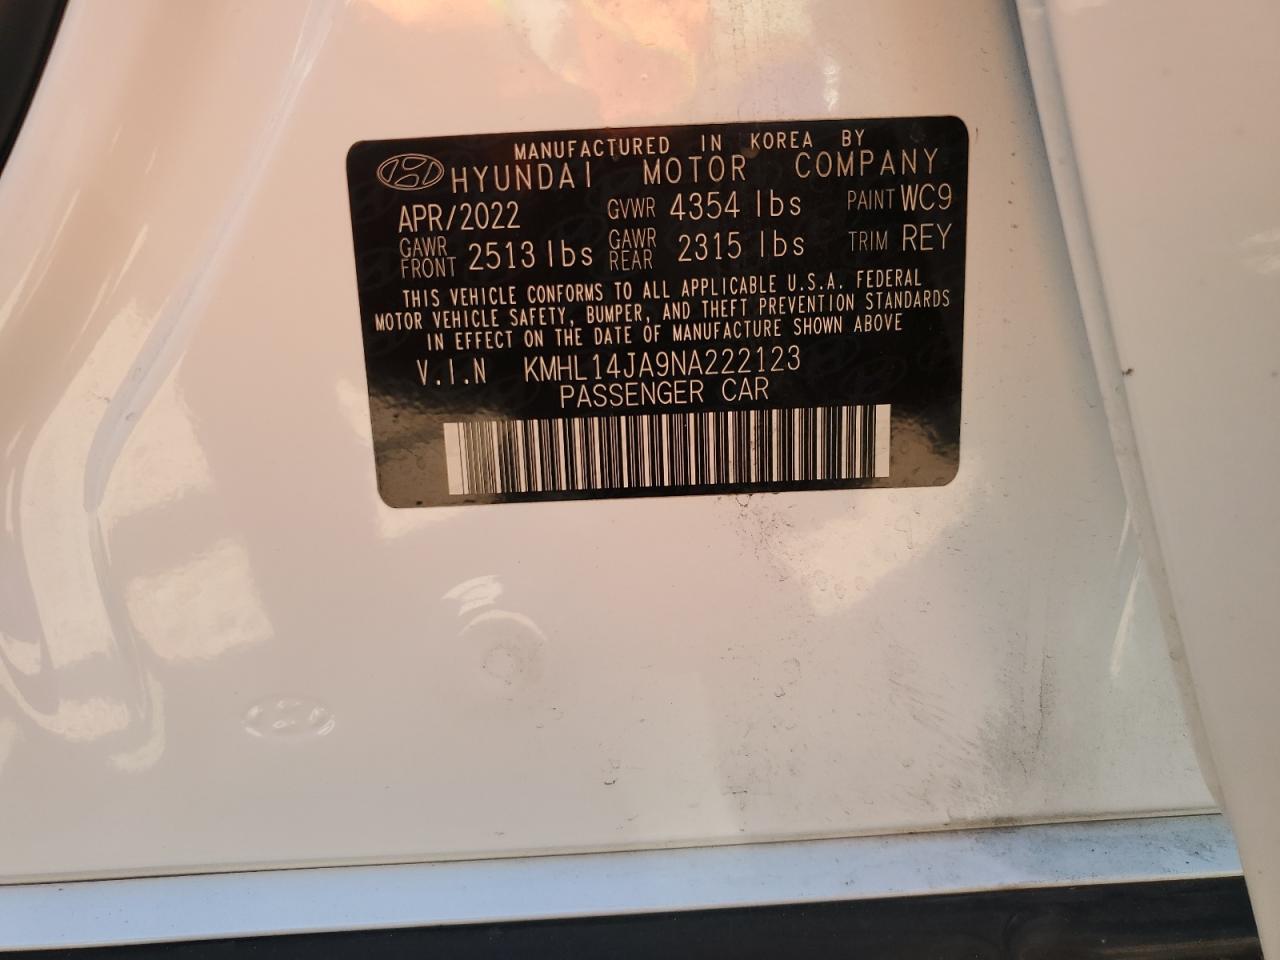 MANUFACTURED IN KOREA BY
HYUNDAI MOTOR COMPANY
APR/2022 GVWR 4354 lbs PAINT WC9
GAWR FRONT 2513 lbs GAWR REAR 2315 lbs TRIM REY
THIS VEHICLE CONFORMS TO ALL APPLICABLE U.S.A. FEDERAL
MOTOR VEHICLE SAFETY, BUMPER, AND THEFT PREVENTION STANDARDS
IN EFFECT ON THE DATE OF MANUFACTURE SHOWN ABOVE
V.I.N KMHL14JA9NA222123
PASSENGER CAR